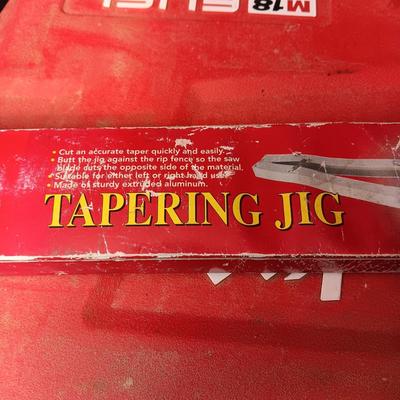 M18
FUEL
• Cut an accurate taper quickly and easily.
• Butt the jig against the rip fence so the saw
blade cuts the opposite side of the material.
• Suitable for either left or right hand use.
• Made of sturdy extruded aluminum.
TAPERING JIG